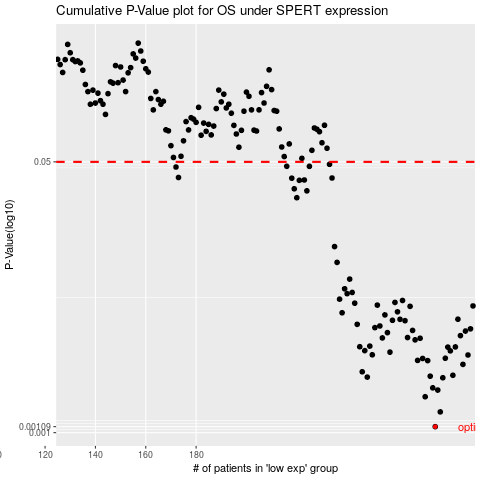 Cumulative P-Value plot for OS under SPERT expression
P-Value(log10)
0.05
0.00109
0.001
opti
0
120
140
160
180
# of patients in 'low exp' group